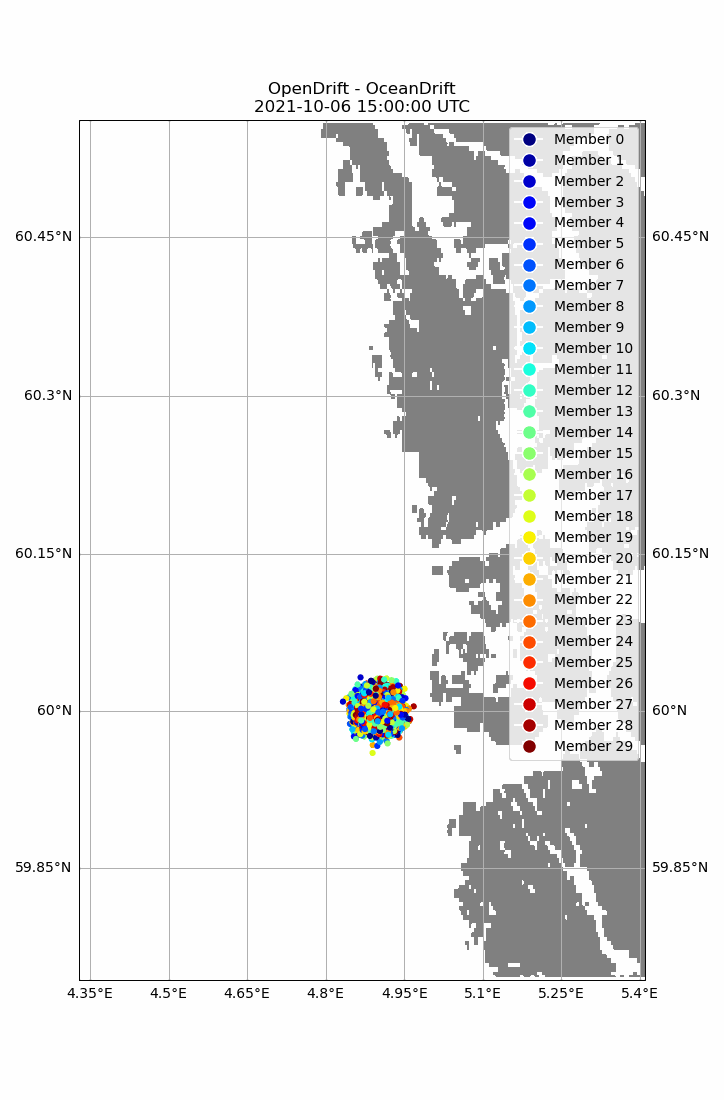 OpenDrift - OceanDrift
2021-10-06 15:00:00 UTC
Member 0
Member 1
Member 2
Member 3
60.45°N 60.45°N
Member 4
Member 5
Member 6
Member 7
Member 8
Member 9
Member 10
Member 11
Member 12
60.3°N 60.3°N
Member 13
Member 14
Member 15
Member 16
Member 17
Member 18
Member 19
60.15°N 60.15°N
Member 20
Member 21
Member 22
Member 23
Member 24
Member 25
Member 26
Member 27
60°N 60°N
Member 28
Member 29
59.85°N 59.85°N
4.35°E 4.5°E 4.65°E 4.8°E 4.95°E 5.1°E 5.25°E 5.4°E